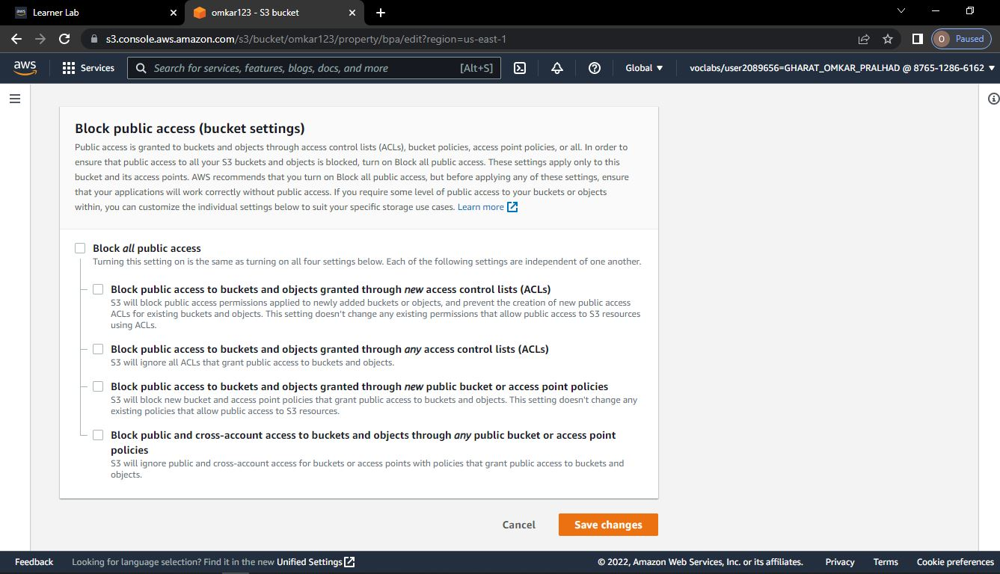 aws Learner Lab
omkar123 - S3 bucket
s3.console.aws.amazon.com/s3/bucket/omkar123/property/bpa/edit?region=us-east-1
O Paused
aws
Services
Search for services, features, blogs, docs, and more [Alt+S]
Global
voclabs/user2089656=GHARAT_OMKAR_PRALHAD @ 8765-1286-6162
Block public access (bucket settings)
Public access is granted to buckets and objects through access control lists (ACLs), bucket policies, access point policies, or all. In order to
ensure that public access to all your S3 buckets and objects is blocked, turn on Block all public access. These settings apply only to this
bucket and its access points. AWS recommends that you turn on Block all public access, but before applying any of these settings, ensure
that your applications will work correctly without public access. If you require some level of public access to your buckets or objects
within, you can customize the individual settings below to suit your specific storage use cases. Learn more
Block all public access
Turning this setting on is the same as turning on all four settings below. Each of the following settings are independent of one another.
Block public access to buckets and objects granted through new access control lists (ACLs)
S3 will block public access permissions applied to newly added buckets or objects, and prevent the creation of new public access
ACLs for existing buckets and objects. This setting doesn't change any existing permissions that allow public access to S3 resources
using ACLs.
Block public access to buckets and objects granted through any access control lists (ACLs)
S3 will ignore all ACLs that grant public access to buckets and objects.
Block public access to buckets and objects granted through new public bucket or access point policies
S3 will block new bucket and access point policies that grant public access to buckets and objects. This setting doesn't change any
existing policies that allow public access to S3 resources.
Block public and cross-account access to buckets and objects through any public bucket or access point
policies
S3 will ignore public and cross-account access for buckets or access points with policies that grant public access to buckets and
objects.
Cancel
Save changes
Feedback
Looking for language selection? Find it in the new Unified Settings
© 2022, Amazon Web Services, Inc. or its affiliates.
Privacy
Terms
Cookie preferences